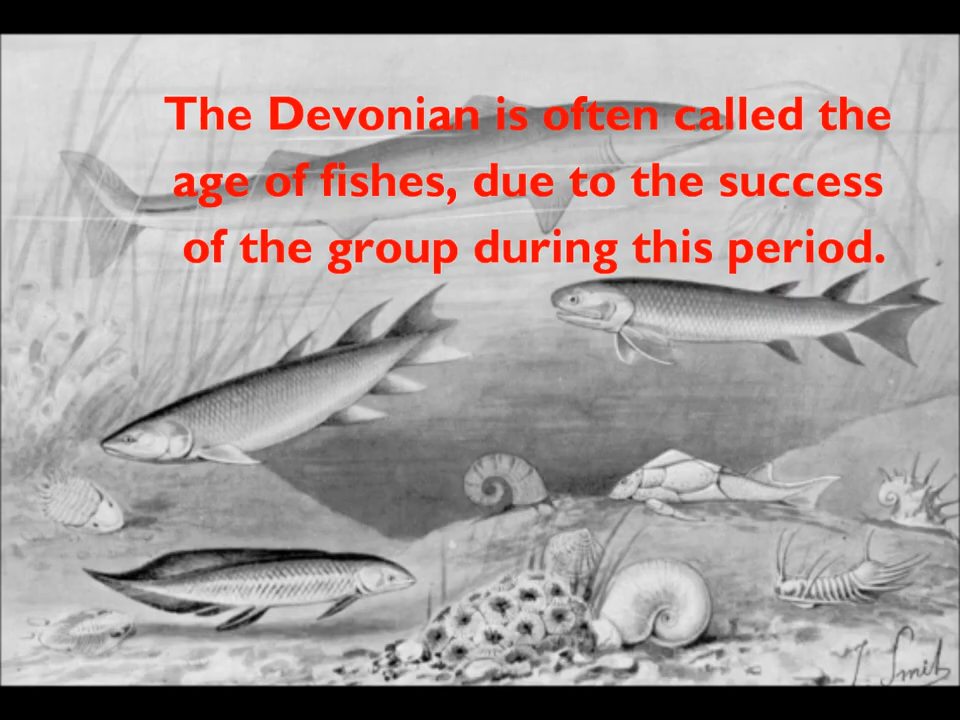 The Devonian is often called the
age of fishes, due to the success
of the group during this period.
J. Smit